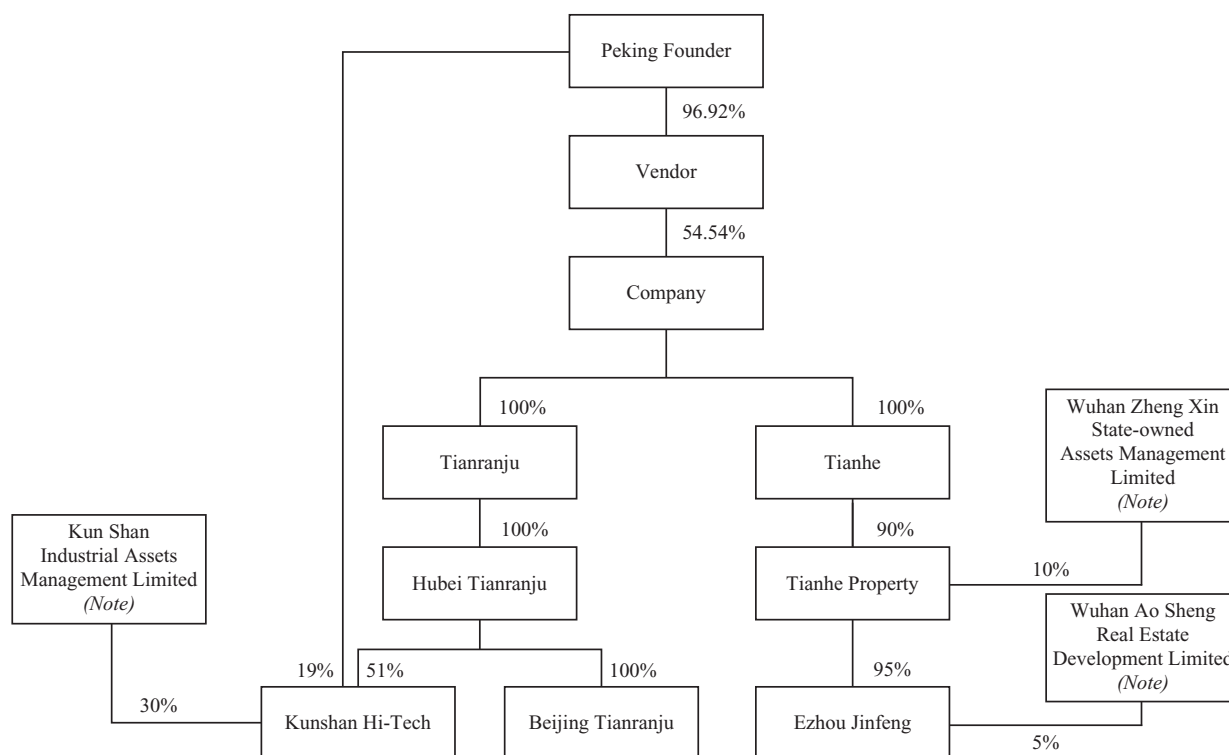 Peking Founder
96.92%
Vendor
54.54%
Company
100%
100%
Tianranju
Tianhe
Wuhan Zheng Xin
State-owned
Assets Management
Limited
(Note)
100%
90%
Kun Shan
Industrial Assets
Management Limited
(Note)
Hubei Tianranju
Tianhe Property
10%
Wuhan Ao Sheng
Real Estate
Development Limited
(Note)
19%
51%
100%
95%
30%
Kunshan Hi-Tech
Beijing Tianranju
Ezhou Jinfeng
5%